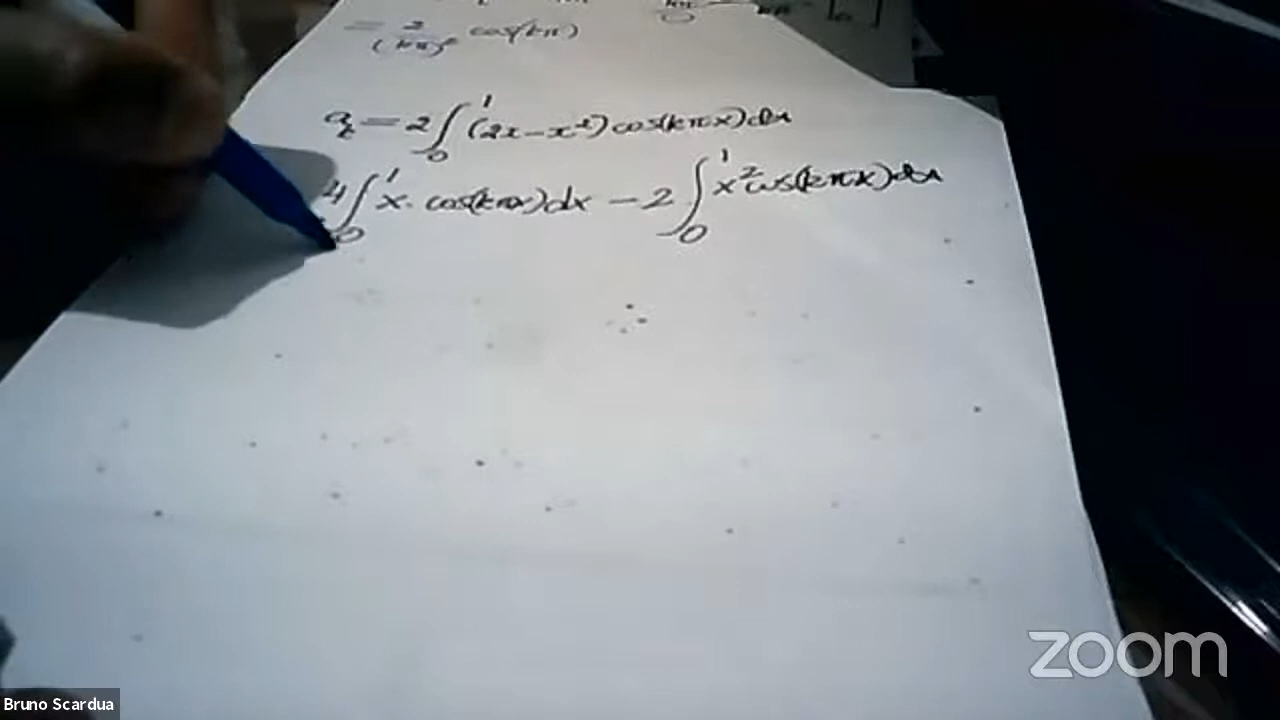 = 2/(kπ)² cos(kπ)
a_k = 2∫₀¹ (2x-x²) cos(kπx)dx
4∫₀¹ x. cos(kπx)dx - 2∫₀¹ x² cos(kπx)dx
zoom
Bruno Scardua